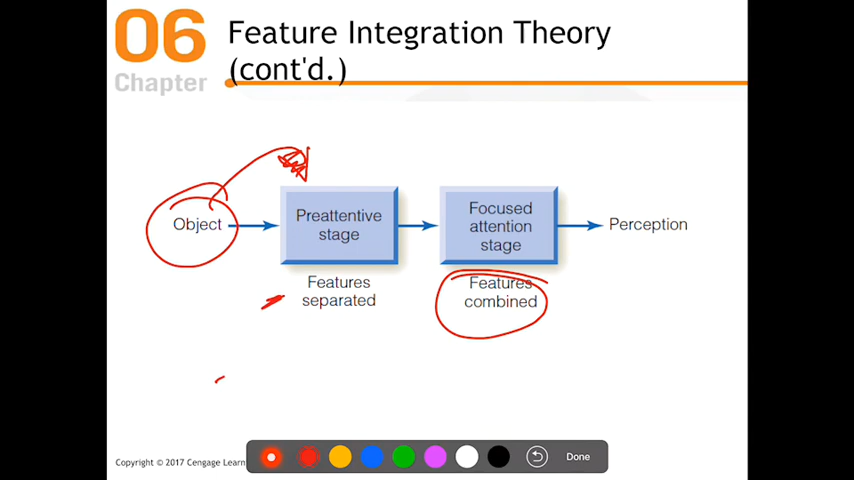 06
Chapter
Feature Integration Theory
(cont'd.)
Object
Preattentive
stage
Focused
attention
stage
Perception
Features
separated
Features
combined
Copyright © 2017 Cengage Learn
Done